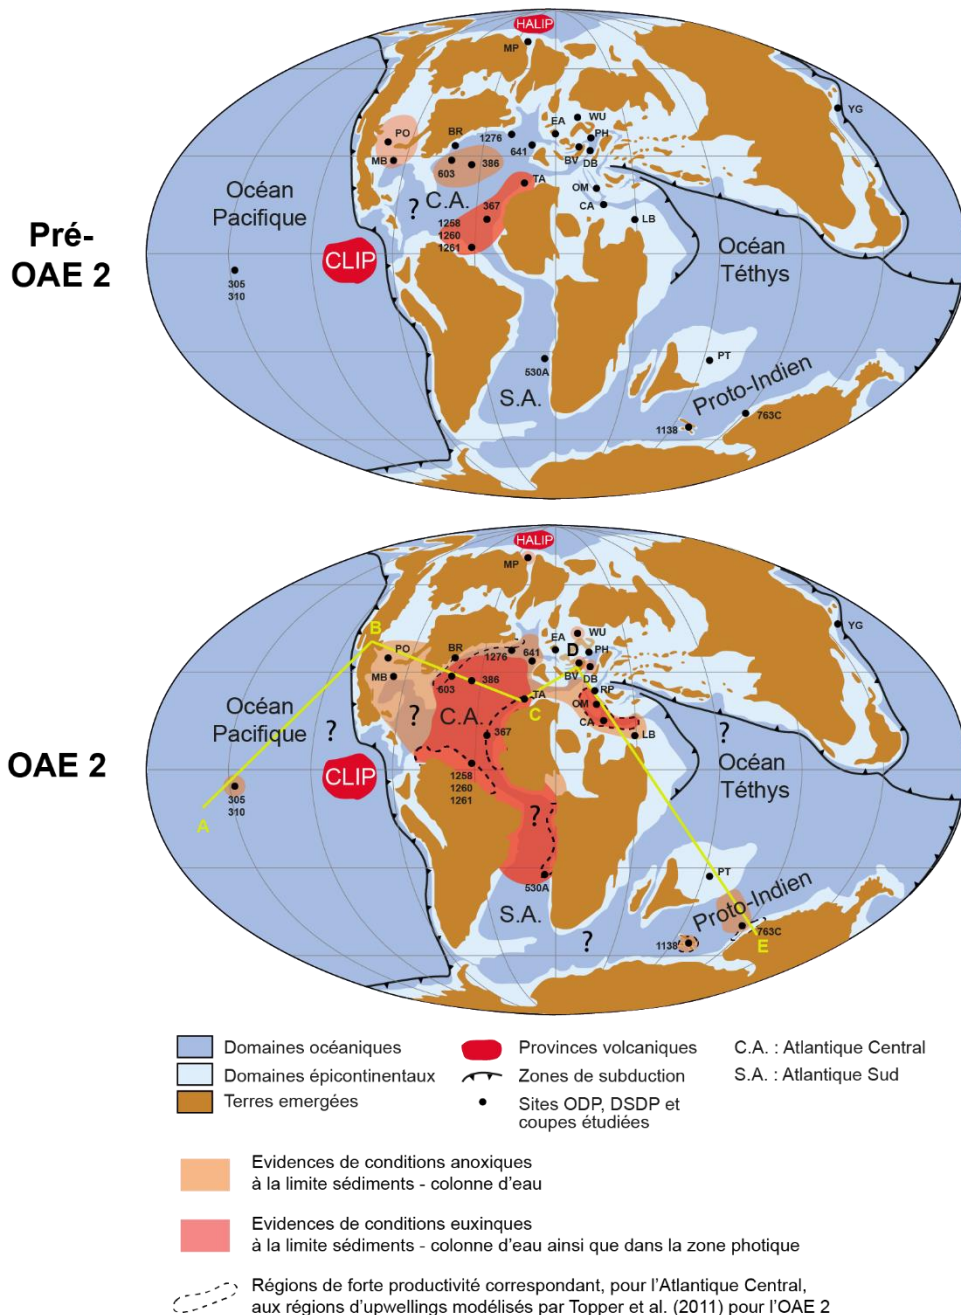 Pré-
OAE 2
HALIP
MP
YG
WU
EA
PH
PO
BR
1276
641
BV
DB
MB
603
386
TA
OM
Océan
Pacifique
?
C.A.
367
CA
LB
1258
1260
1261
CLIP
Océan
Téthys
305
310
530A
PT
S.A.
Proto-Indien
763C
1138
OAE 2
HALIP
MP
YG
WU
EA
D
PH
B
PO
BR
1276
641
BV
DB
MB
603
386
TA
RP
C
OM
Océan
Pacifique
?
?
C.A.
367
CA
LB
?
CLIP
1258
1260
1261
Océan
Téthys
305
310
A
?
530A
PT
S.A.
Proto-Indien
763C
?
1138
E
Domaines océaniques
Domaines épicontinentaux
Terres emergées
Provinces volcaniques
Zones de subduction
Sites ODP, DSDP et
coupes étudiées
C.A. : Atlantique Central
S.A. : Atlantique Sud
Evidences de conditions anoxiques
à la limite sédiments - colonne d'eau
Evidences de conditions euxinques
à la limite sédiments - colonne d'eau ainsi que dans la zone photique
Régions de forte productivité correspondant, pour l'Atlantique Central,
aux régions d'upwellings modélisés par Topper et al. (2011) pour l'OAE 2